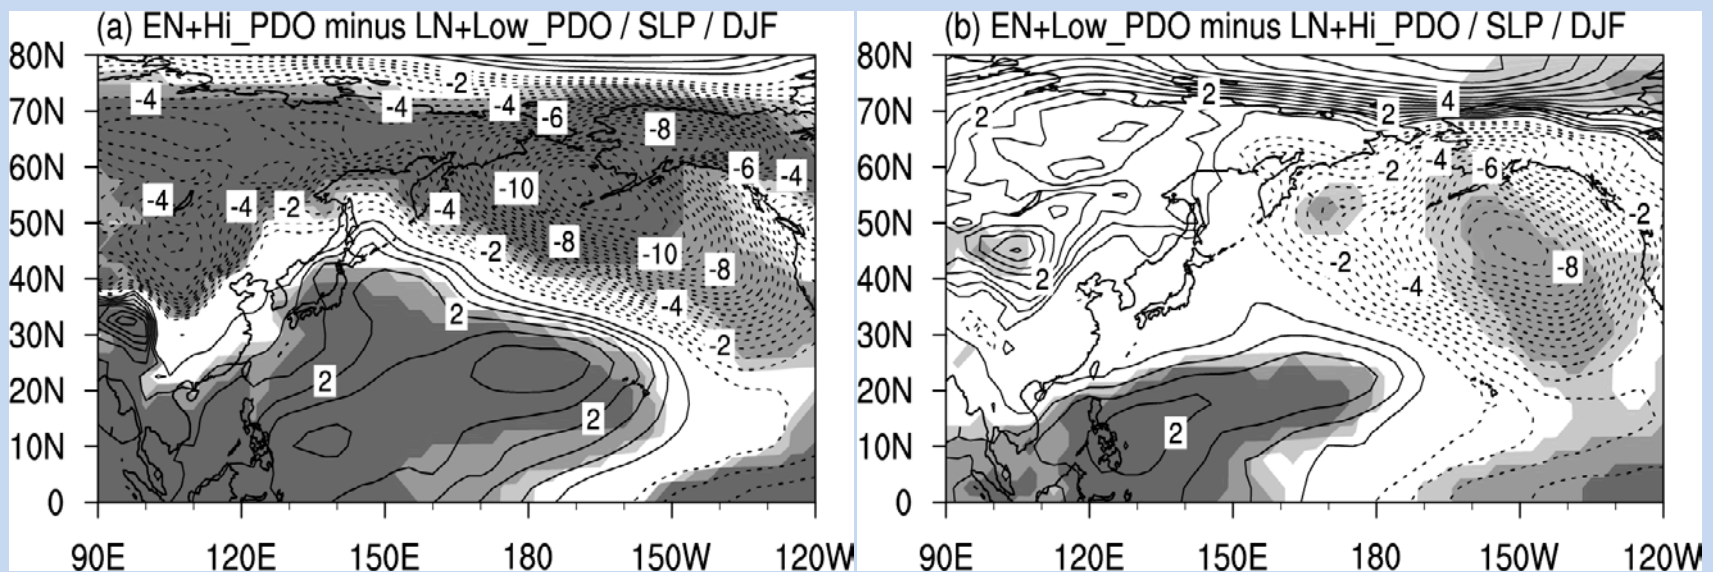 (a) EN+Hi_PDO minus LN+Low_PDO / SLP / DJF
80N
70N
60N
50N
40N
30N
20N
10N
0
90E 120E 150E 180 150W 120W
-2
-4 -4 -4 -6 -8
-6 -4
-10
-4 -4 -2 -4
-2 -8 -10 -8
-4
2 -2
2
2
(b) EN+Low_PDO minus LN+Hi_PDO / SLP / DJF
80N
70N
60N
50N
40N
30N
20N
10N
0
90E 120E 150E 180 150W 120W
2 4
2 2
-4
-2 -6
-2
2 -2 -8
-4
2